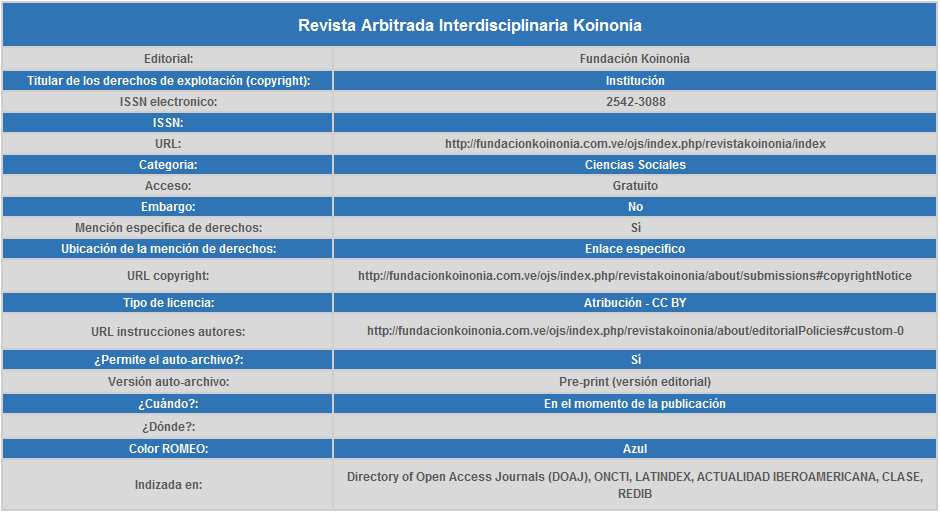 Revista Arbitrada Interdisciplinaria Koinonía
Editorial: Fundación Koinonía
Titular de los derechos de explotación (copyright): Institución
ISSN electronico: 2542-3088
ISSN:
URL: http://fundacionkoinonia.com.ve/ojs/index.php/revistakoinonia/index
Categoria: Ciencias Sociales
Acceso: Gratuito
Embargo: No
Mención especifica de derechos: Sí
Ubicación de la mención de derechos: Enlace especifico
URL copyright: http://fundacionkoinonia.com.ve/ojs/index.php/revistakoinonia/about/submissions#copyrightNotice
Tipo de licencia: Atribución - CC BY
URL instrucciones autores: http://fundacionkoinonia.com.ve/ojs/index.php/revistakoinonia/about/editorialPolicies#custom-0
¿Permite el auto-archivo?: Sí
Versión auto-archivo: Pre-print (versión editorial)
¿Cuándo?: En el momento de la publicación
¿Dónde?:
Color ROMEO: Azul
Indizada en: Directory of Open Access Journals (DOAJ), ONCTI, LATINDEX, ACTUALIDAD IBEROAMERICANA, CLASE,
REDIB